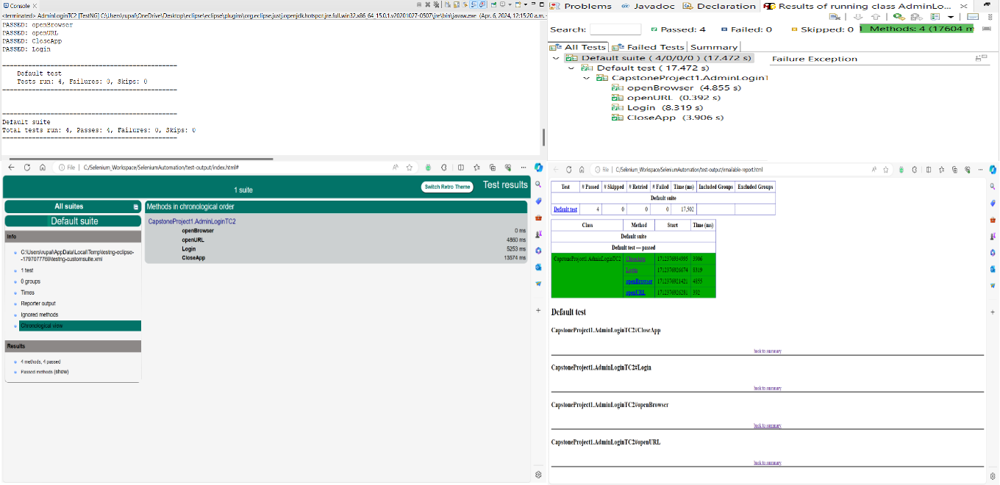 Console
<terminated> AdminLoginTC2 [TestNG] C:\Users\rupal\OneDrive\Desktop\eclipse\eclipse\plugins\org.eclipse.justj.openjdk.hotspot.jre.full.win32.x86_64_15.0.1.v20201027-0507\jre\bin\javaw.exe (Apr. 6, 2024, 12:15:20 a.m. -
PASSED: openBrowser
PASSED: openURL
PASSED: CloseApp
PASSED: Login
===============================================
Default test
Tests run: 4, Failures: 0, Skips: 0
===============================================
===============================================
Default suite
Total tests run: 4, Passes: 4, Failures: 0, Skips: 0
===============================================
Problems Javadoc Declaration Results of running class AdminLo...
Search: Passed: 4 Failed: 0 Skipped: 0 Methods: 4 (17604 m
All Tests Failed Tests Summary
Default suite ( 4/0/0/0 ) (17.472 s)
Failure Exception
Default test ( 17.472 s)
CapstoneProject1.AdminLogin
openBrowser (4.855 s)
openURL (0.392 s)
Login (8.319 s)
CloseApp (3.906 s)
File C:/Selenium_Workspace/SeleniumAutomation/test-output/index.html#
1 suite
Switch Retro Theme
Test results
All suites
Default suite
Info
C:\Users\rupal\AppData\Local\Temp\testng-eclipse-
-1797077768\testng-customsuite.xml
1 test
0 groups
Times
Reporter output
Ignored methods
Chronological view
Results
4 methods, 4 passed
Passed methods (show)
Methods in chronological order
CapstoneProject1.AdminLoginTC2
openBrowser 0 ms
openURL 4860 ms
Login 5253 ms
CloseApp 13574 ms
File C:/Selenium_Workspace/SeleniumAutomation/test-output/emailable-report.html
Test # Passed # Skipped # Retried # Failed Time (ms) Included Groups Excluded Groups
Default suite
Default test 4 0 0 0 17,502
Class Method Start Time (ms)
Default suite
Default test — passed
CapstoneProject1.AdminLoginTC2 CloseApp 1712376934995 3906
Login 1712376926674 8319
openBrowser 1712376921421 4855
openURL 1712376926281 392
Default test
CapstoneProject1.AdminLoginTC2#CloseApp
back to summary
CapstoneProject1.AdminLoginTC2#Login
back to summary
CapstoneProject1.AdminLoginTC2#openBrowser
back to summary
CapstoneProject1.AdminLoginTC2#openURL
back to summary